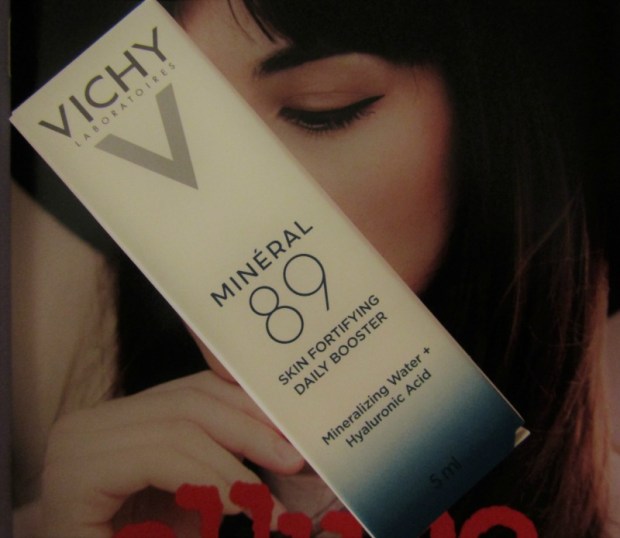 VICHY
LABORATOIRES
V
MINÉRAL
89
SKIN FORTIFYING
DAILY BOOSTER
Mineralizing Water +
Hyaluronic Acid
5 ml